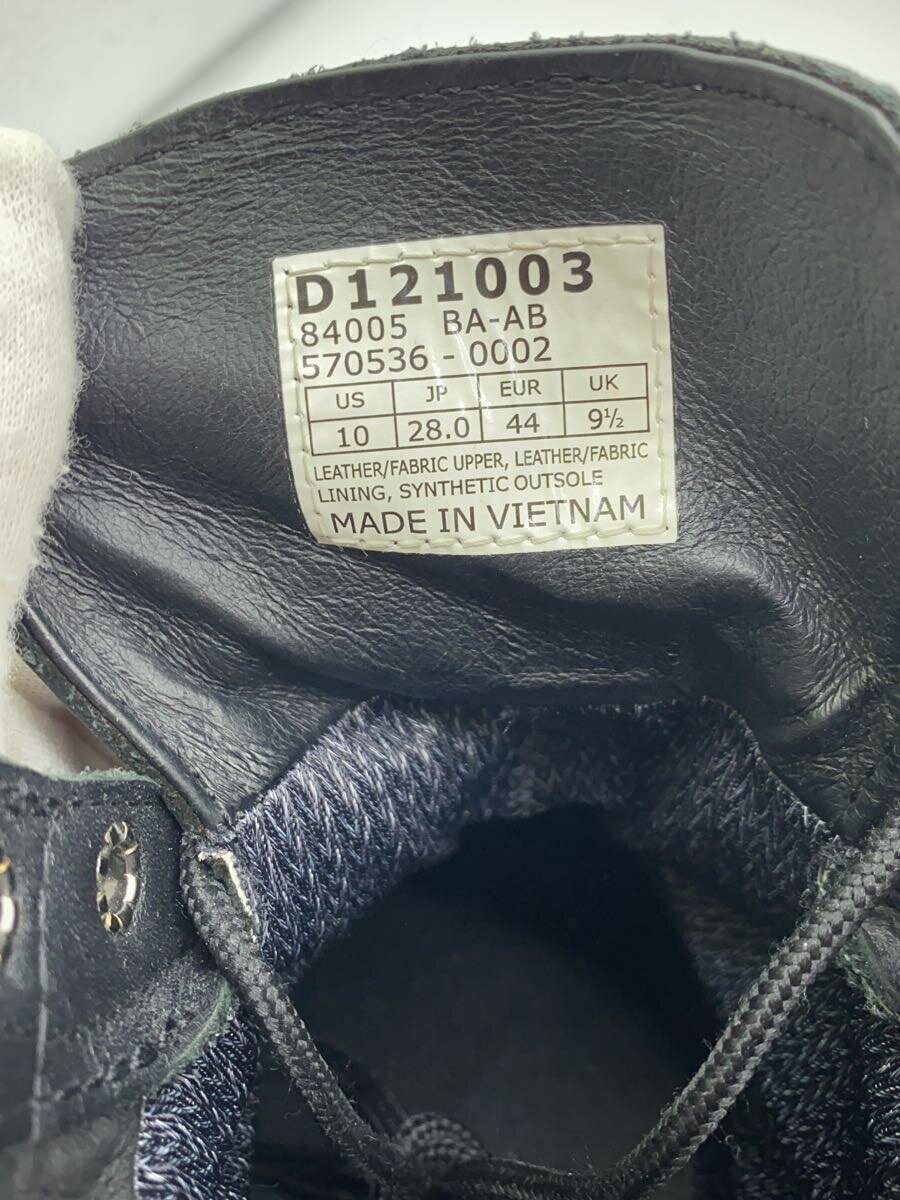 D121003
84005 BA-AB
570536 - 0002
US JP EUR UK
10 28.0 44 9½
LEATHER/FABRIC UPPER, LEATHER/FABRIC
LINING, SYNTHETIC OUTSOLE
MADE IN VIETNAM